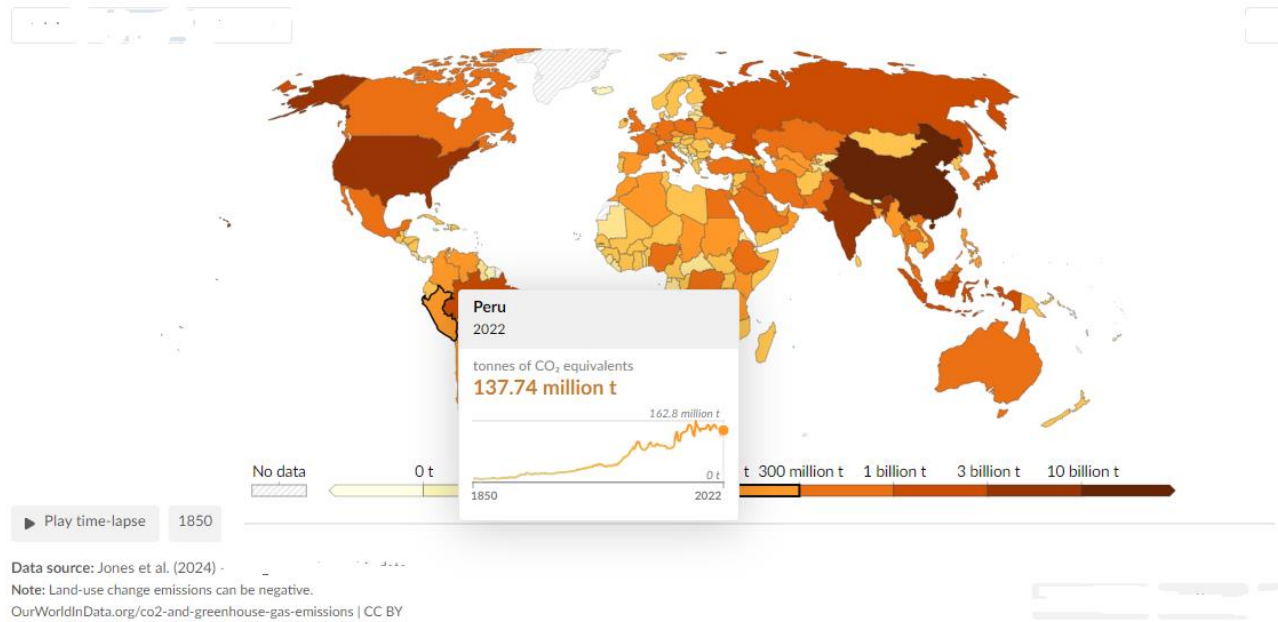 Peru
2022
tonnes of CO₂ equivalents
137.74 million t
162.8 million t
0 t
1850
2022
No data
0 t
t
300 million t
1 billion t
3 billion t
10 billion t
▶ Play time-lapse
1850
Data source: Jones et al. (2024) -
Note: Land-use change emissions can be negative.
OurWorldInData.org/co2-and-greenhouse-gas-emissions | CC BY